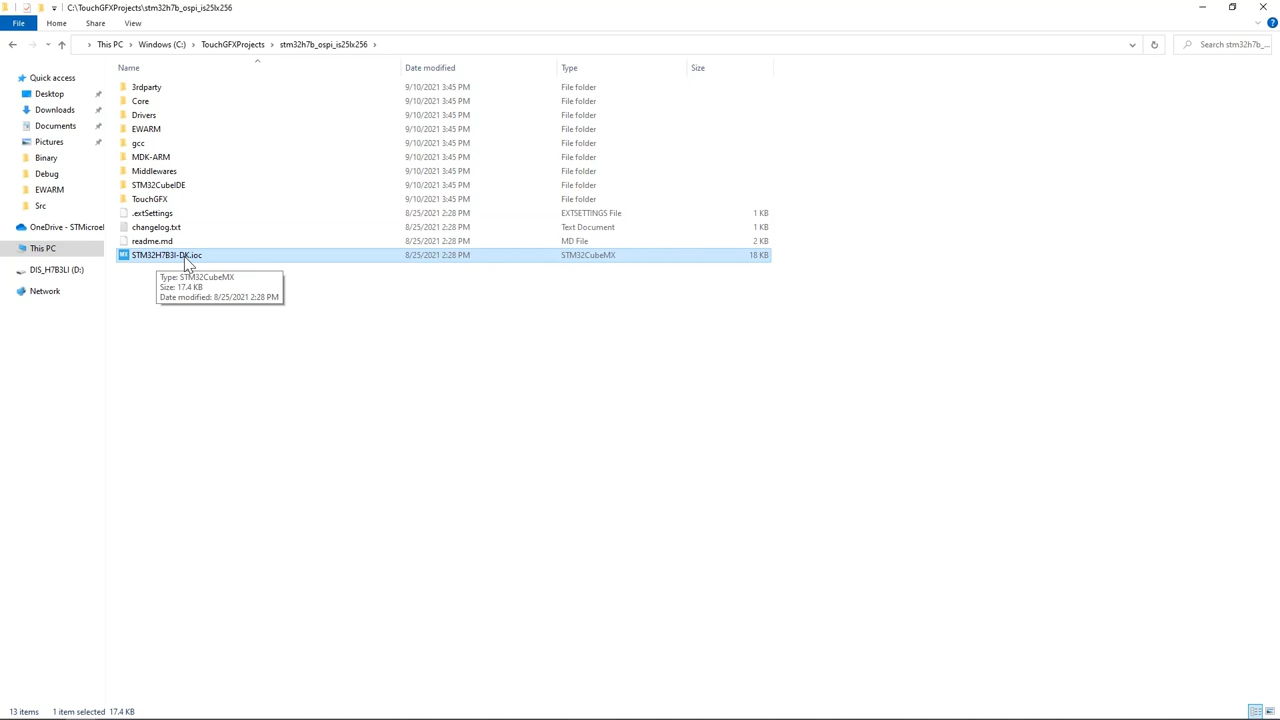 C:\TouchGFXProjects\stm32h7b_ospi_is25lx256
File Home Share View
This PC Windows (C:) TouchGFXProjects stm32h7b_ospi_is25lx256 Search stm32h7b_...
Name Date modified Type Size
Quick access
Desktop
Downloads
Documents
Pictures
Binary
Debug
EWARM
Src
OneDrive - STMicroel
This PC
DIS_H7B3LI (D:)
Network
3rdparty 9/10/2021 3:45 PM File folder
Core 9/10/2021 3:45 PM File folder
Drivers 9/10/2021 3:45 PM File folder
EWARM 9/10/2021 3:45 PM File folder
gcc 9/10/2021 3:45 PM File folder
MDK-ARM 9/10/2021 3:45 PM File folder
Middlewares 9/10/2021 3:45 PM File folder
STM32CubeIDE 9/10/2021 3:45 PM File folder
TouchGFX 9/10/2021 3:45 PM File folder
.extSettings 8/25/2021 2:28 PM EXTSETTINGS File 1 KB
changelog.txt 8/25/2021 2:28 PM Text Document 1 KB
readme.md 8/25/2021 2:28 PM MD File 2 KB
MX STM32H7B3I-DK.ioc 8/25/2021 2:28 PM STM32CubeMX 18 KB
Type: STM32CubeMX
Size: 17.4 KB
Date modified: 8/25/2021 2:28 PM
13 items 1 item selected 17.4 KB